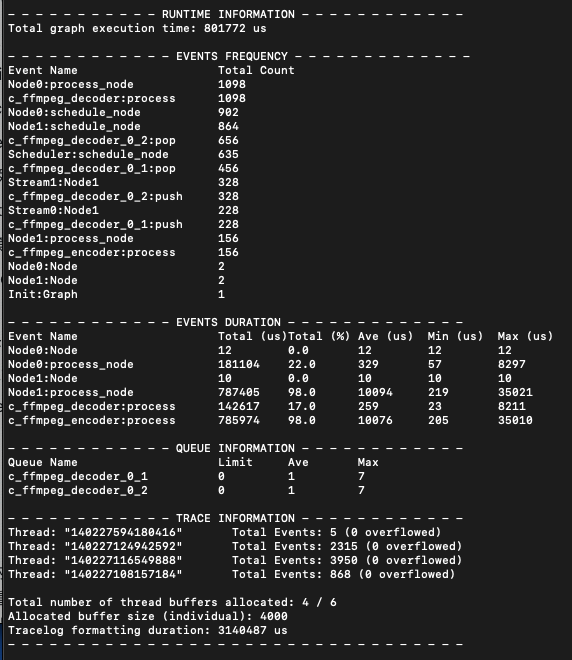 – – – – – – – – – – – RUNTIME INFORMATION – – – – – – – – – – – –
Total graph execution time: 801772 us
– – – – – – – – – – – – EVENTS FREQUENCY – – – – – – – – – – – – –
Event Name Total Count
Node0:process_node 1098
c_ffmpeg_decoder:process 1098
Node0:schedule_node 902
Node1:schedule_node 864
c_ffmpeg_decoder_0_2:pop 656
Scheduler:schedule_node 635
c_ffmpeg_decoder_0_1:pop 456
Stream1:Node1 328
c_ffmpeg_decoder_0_2:push 328
Stream0:Node1 228
c_ffmpeg_decoder_0_1:push 228
Node1:process_node 156
c_ffmpeg_encoder:process 156
Node0:Node 2
Node1:Node 2
Init:Graph 1
– – – – – – – – – – – – EVENTS DURATION – – – – – – – – – – – – –
Event Name Total (us)Total (%) Ave (us) Min (us) Max (us)
Node0:Node 12 0.0 12 12 12
Node0:process_node 181104 22.0 329 57 8297
Node1:Node 10 0.0 10 10 10
Node1:process_node 787405 98.0 10094 219 35021
c_ffmpeg_decoder:process 142617 17.0 259 23 8211
c_ffmpeg_encoder:process 785974 98.0 10076 205 35010
– – – – – – – – – – – – QUEUE INFORMATION – – – – – – – – – – – –
Queue Name Limit Ave Max
c_ffmpeg_decoder_0_1 0 1 7
c_ffmpeg_decoder_0_2 0 1 7
– – – – – – – – – – – – TRACE INFORMATION – – – – – – – – – – – –
Thread: "140227594180416" Total Events: 5 (0 overflowed)
Thread: "140227124942592" Total Events: 2315 (0 overflowed)
Thread: "140227116549888" Total Events: 3950 (0 overflowed)
Thread: "140227108157184" Total Events: 868 (0 overflowed)
Total number of thread buffers allocated: 4 / 6
Allocated buffer size (individual): 4000
Tracelog formatting duration: 3140487 us
– – – – – – – – – – – – – – – – – – – – – – – – – – – – – – – – –